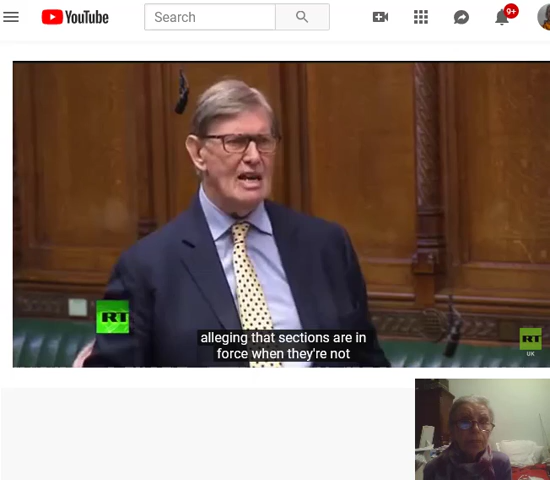 YouTube
Search
9+
RT
alleging that sections are in
force when they're not
RT
UK